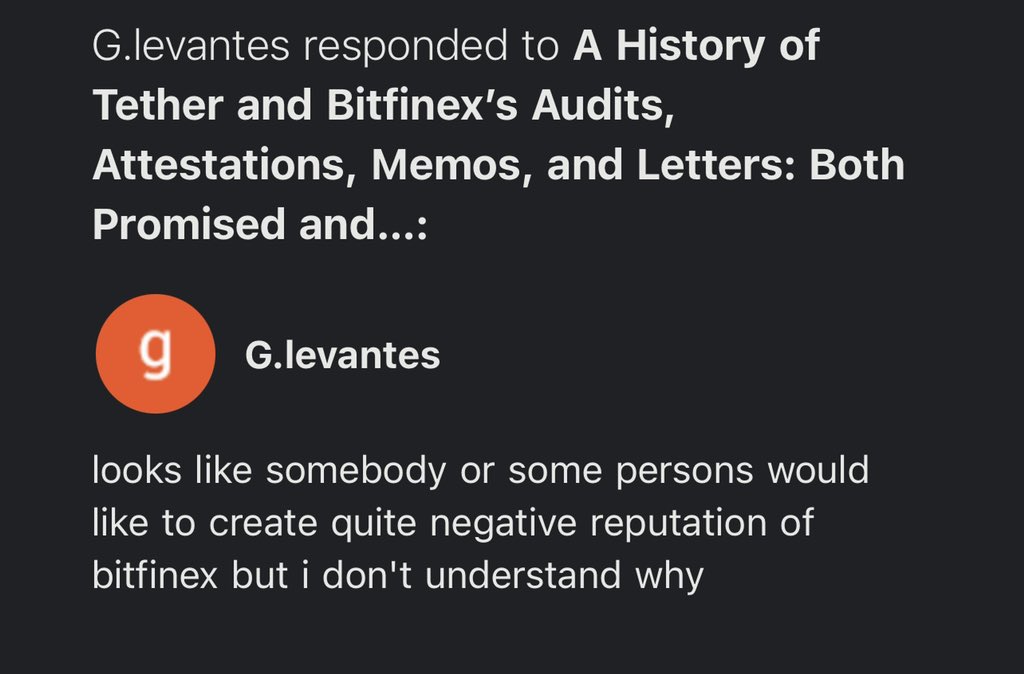 G.levantes responded to A History of
Tether and Bitfinex’s Audits,
Attestations, Memos, and Letters: Both
Promised and...:
g
G.levantes
looks like somebody or some persons would
like to create quite negative reputation of
bitfinex but i don't understand why